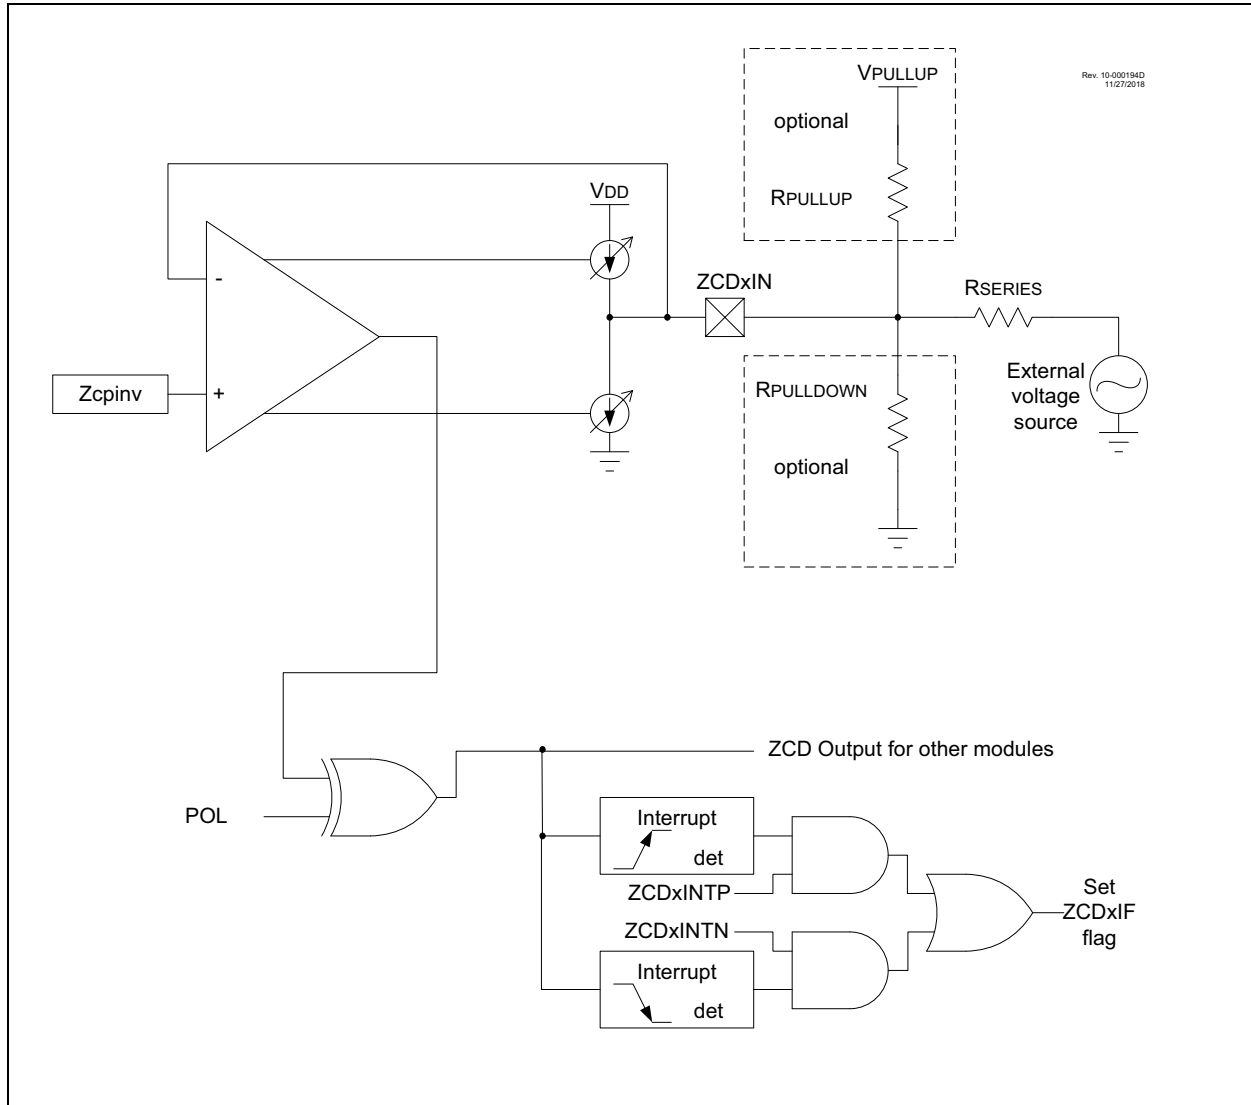 VPULLUP
Rev. 10-000194D
11/27/2018
optional
RPULLUP
VDD
ZCDxIN
RSERIES
-
Zcpinv
+
RPULLDOWN
External
voltage
source
optional
ZCD Output for other modules
POL
Interrupt
det
ZCDxINTP
Set
ZCDxIF
flag
ZCDxINTN
Interrupt
det